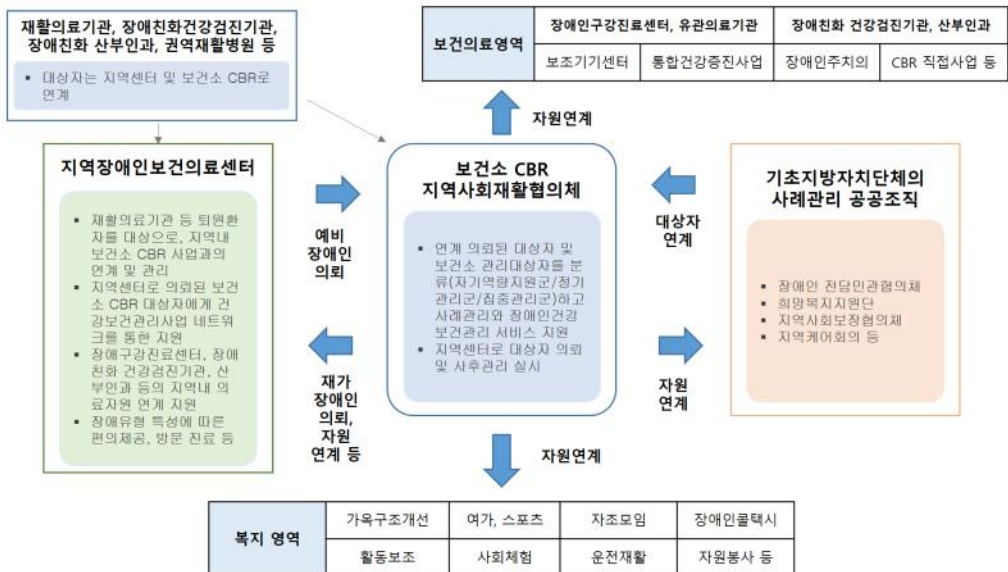 재활의료기관, 장애친화건강검진기관,
장애친화 산부인과, 권역재활병원 등
▪ 대상자는 지역센터 및 보건소 CBR로
연계
보건의료영역
장애인구강진료센터, 유관의료기관
장애친화 건강검진기관, 산부인과
보조기기센터
통합건강증진사업
장애인주치의
CBR 직접사업 등
자원연계
지역장애인보건의료센터
▪ 재활의료기관 등 퇴원환
자를 대상으로, 지역내
보건소 CBR 사업과의
연계 및 관리
▪ 지역센터로 의뢰된 보건
소 CBR 대상자에게 건
강보건관리사업 네트워
크를 통한 지원
▪ 장애구강진료센터, 장애
친화 건강검진기관, 산
부인과 등의 지역내 의
료자원 연계 지원
▪ 장애유형 특성에 따른
편의제공, 방문 진료 등
예비
장애인
의뢰
재가
장애인
의뢰,
자원
연계 등
보건소 CBR
지역사회재활협의체
▪ 연계 의뢰된 대상자 및
보건소 관리대상자를 분
류(자기역량지원군/정기
관리군/집중관리군)하고
사례관리와 장애인건강
보건관리 서비스 지원
▪ 지역센터로 대상자 의뢰
및 사후관리 실시
대상자
연계
자원
연계
기초지방자치단체의
사례관리 공공조직
▪ 장애인 전담민관협의체
▪ 희망복지지원단
▪ 지역사회보장협의체
▪ 지역케어회의 등
자원연계
복지 영역
가옥구조개선
여가, 스포츠
자조모임
장애인콜택시
활동보조
사회체험
운전재활
자원봉사 등